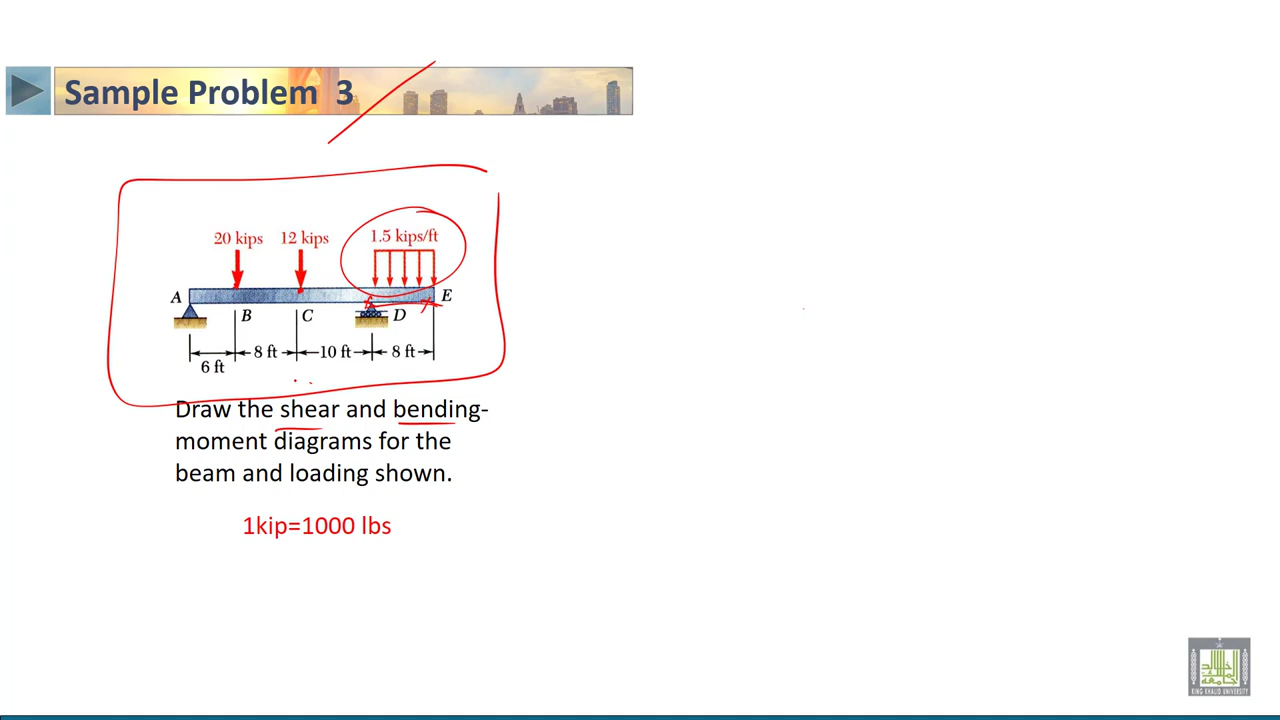 Sample Problem 3
20 kips 12 kips 1.5 kips/ft
A E
B C D
6 ft 8 ft 10 ft 8 ft
Draw the shear and bending-
moment diagrams for the
beam and loading shown.
1kip=1000 lbs
KING KHALID UNIVERSITY